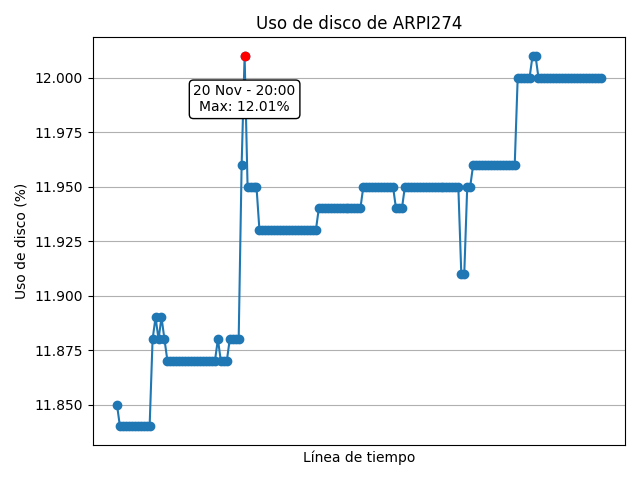 Uso de disco de ARPI274
12.000
20 Nov - 20:00
Max: 12.01%
11.975
11.950
11.925
11.900
11.875
11.850
Uso de disco (%)
Línea de tiempo